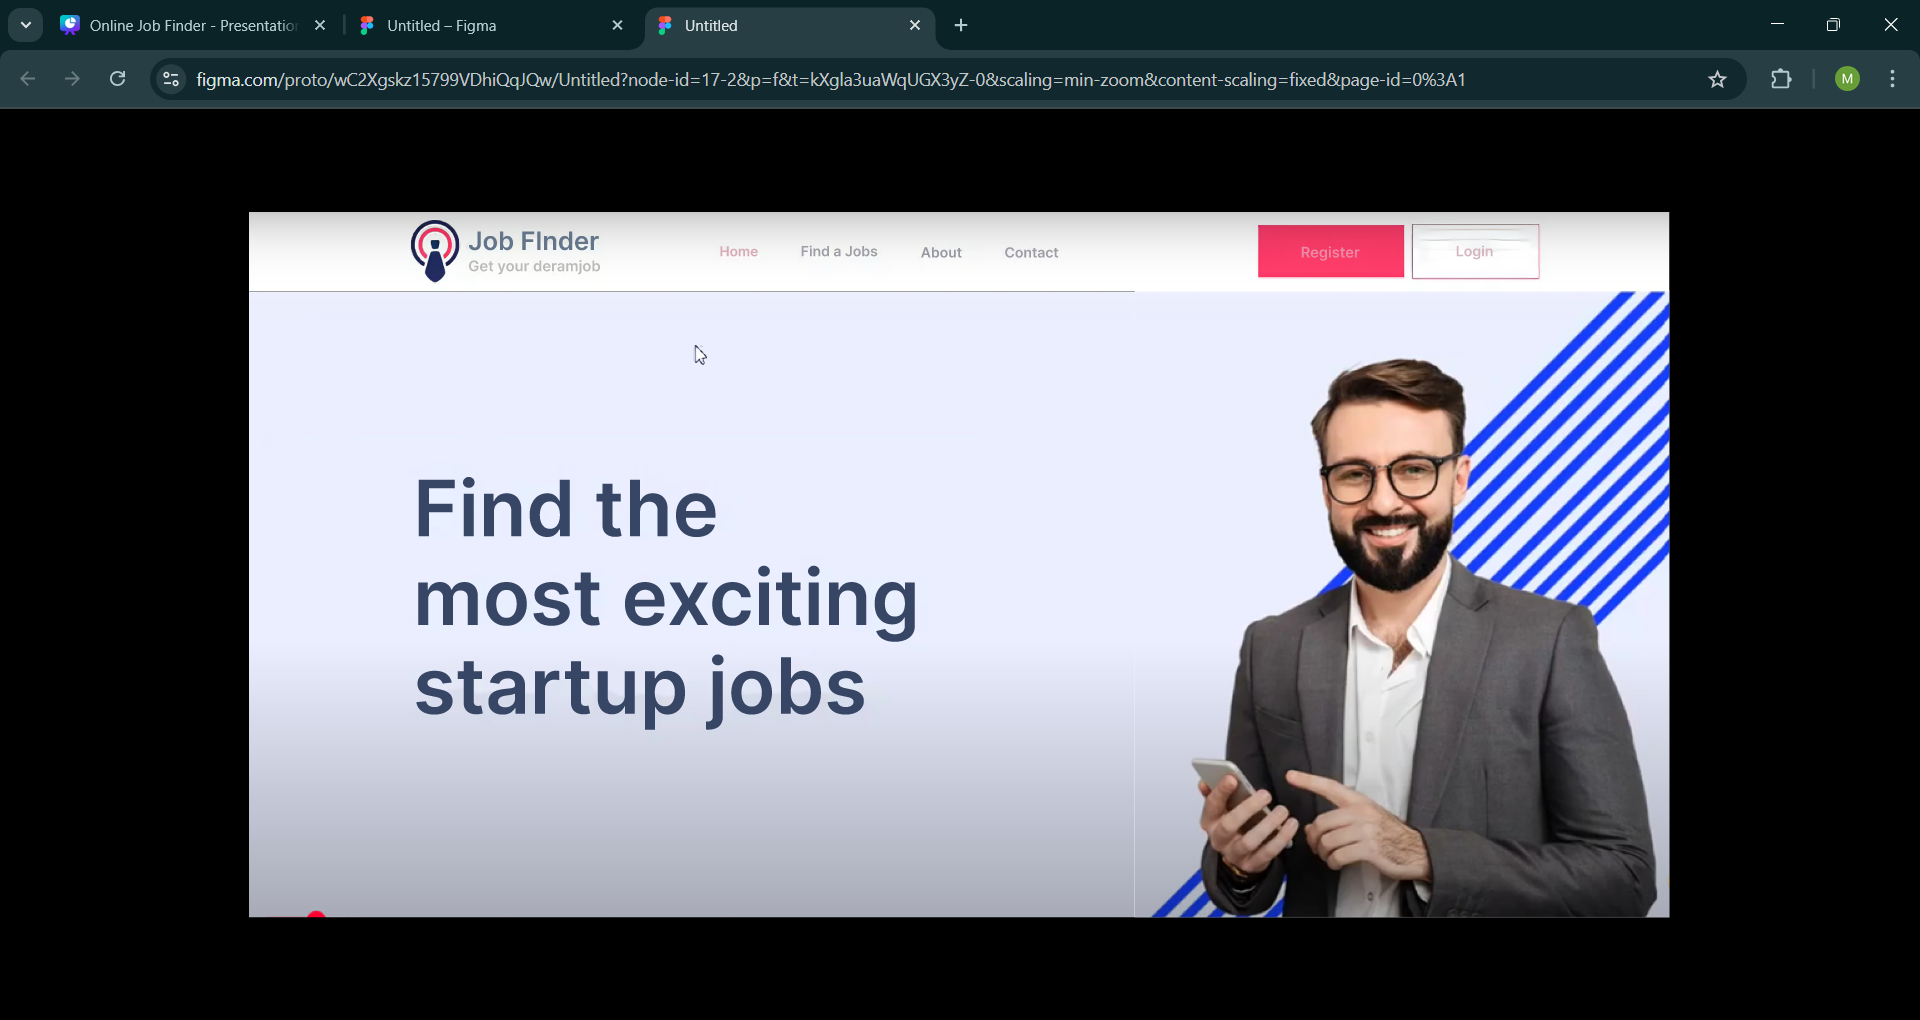 Online Job Finder - Presentation
Untitled – Figma
Untitled
figma.com/proto/wC2Xgskz15799VDhiQqJQw/Untitled?node-id=17-2&p=f&t=kXgla3uaWqUGX3yZ-0&scaling=min-zoom&content-scaling=fixed&page-id=0%3A1
M
Job FInder
Get your deramjob
Home
Find a Jobs
About
Contact
Register
Login
Find the
most exciting
startup jobs